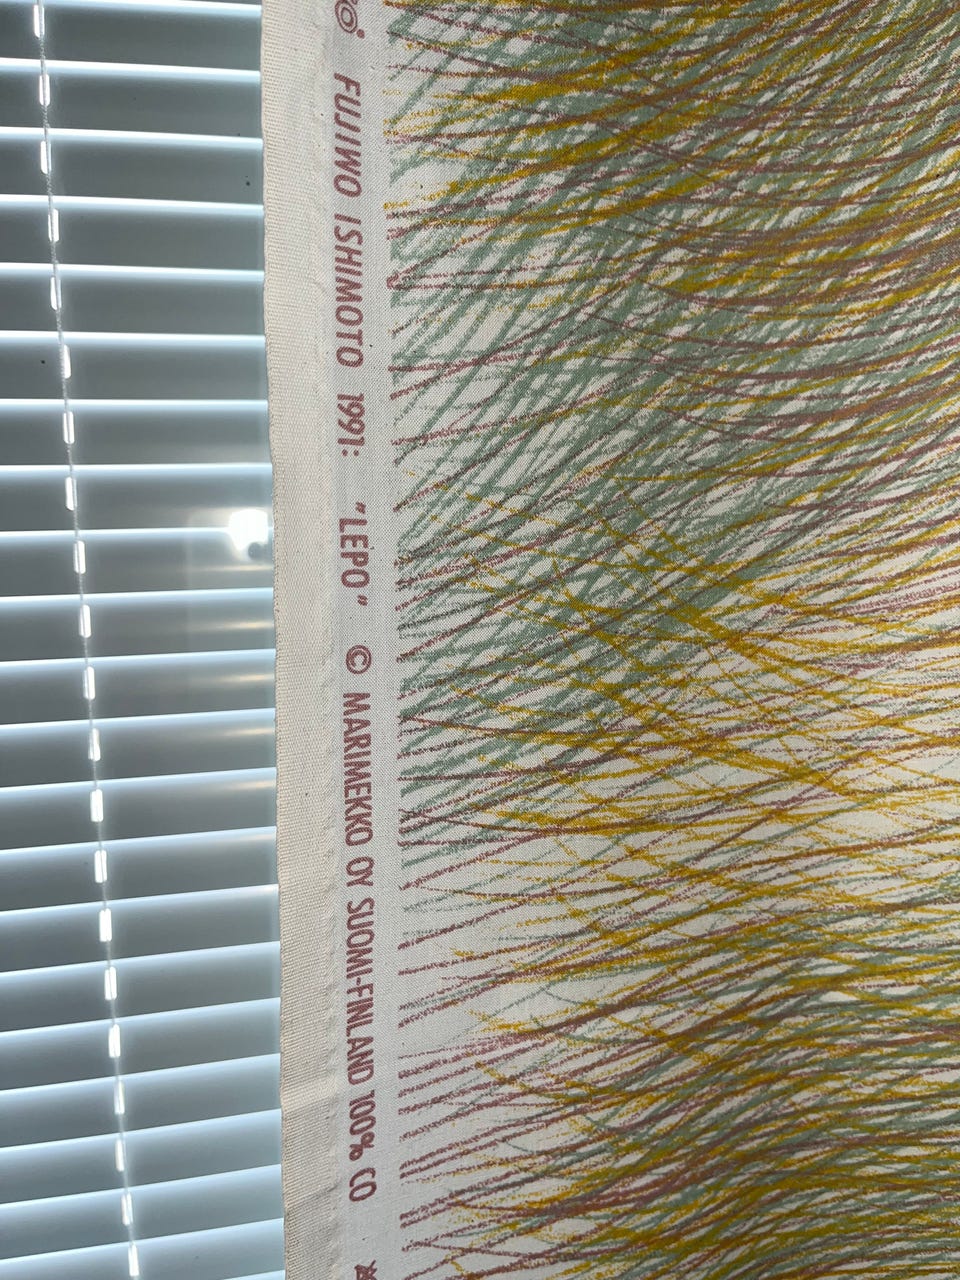 FUJIWO ISHIMOTO 1991: "LEPO" © MARIMEKKO OY SUOMI-FINLAND 100% CO